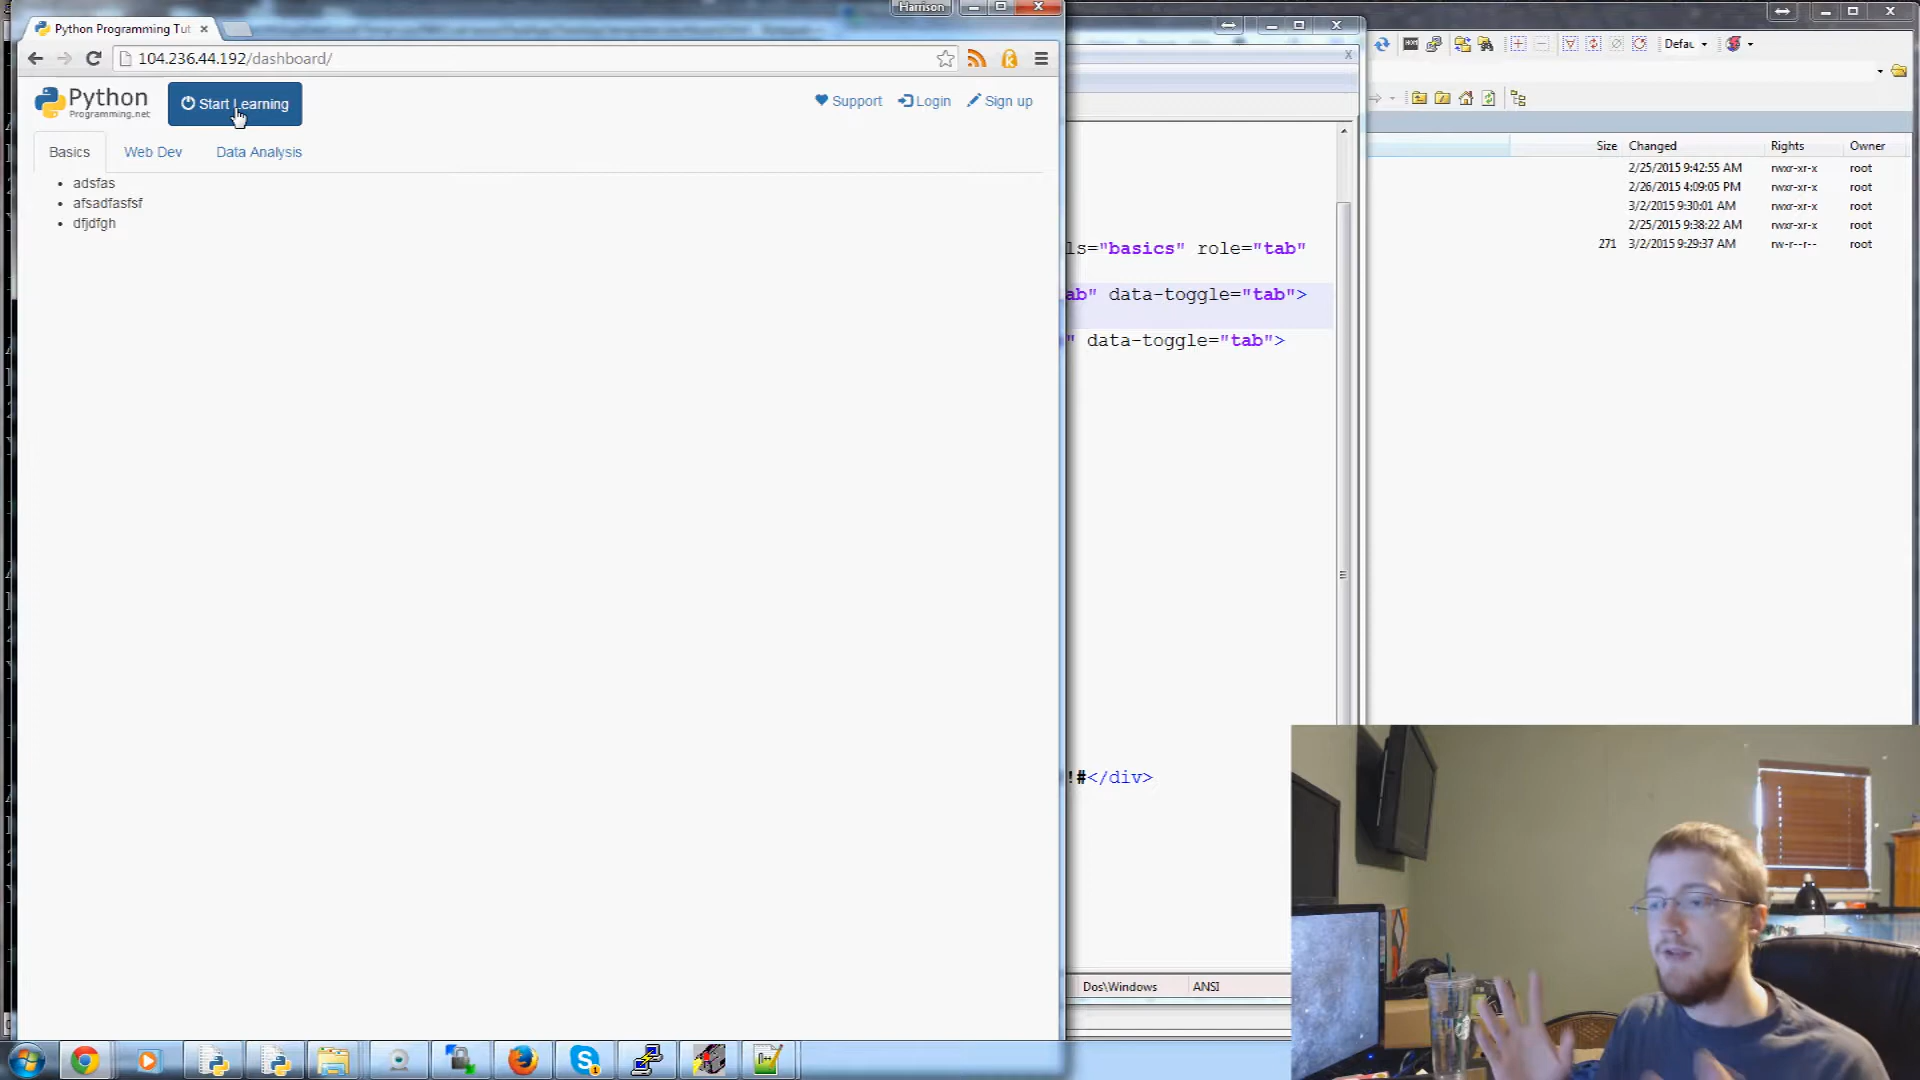 Harrison
Python Programming Tut
104.236.44.192/dashboard/
Python
Programming.net
Start Learning
Support
Login
Sign up
Basics
Web Dev
Data Analysis
adsfas
afsadfasfsf
dfjdfgh
ls="basics" role="tab"
ab" data-toggle="tab">
" data-toggle="tab">
!#</div>
Dos\Windows
ANSI
Defau
Size Changed Rights Owner
2/25/2015 9:42:55 AM rwxr-xr-x root
2/26/2015 4:09:05 PM rwxr-xr-x root
3/2/2015 9:30:01 AM rwxr-xr-x root
2/25/2015 9:38:22 AM rwxr-xr-x root
271 3/2/2015 9:29:37 AM rw-r--r-- root